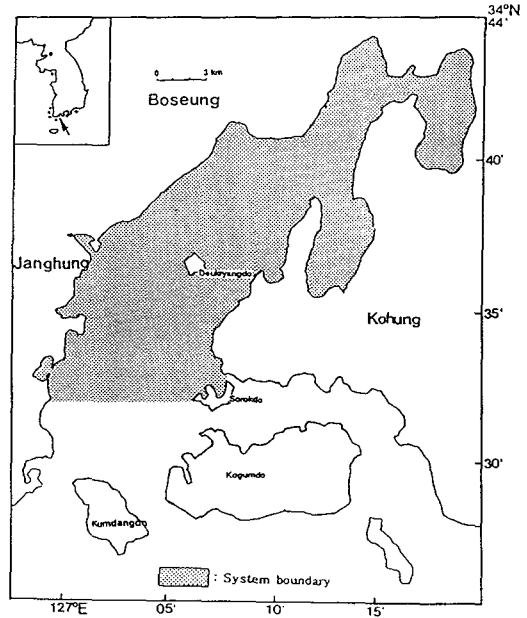 34°N
44'
0 3 km
Boseung
40'
Janghung
Deukryangdo
35'
Kohung
Sorokdo
30'
Kogumdo
Kumdangdo
: System boundary
127°E 05' 10' 15'